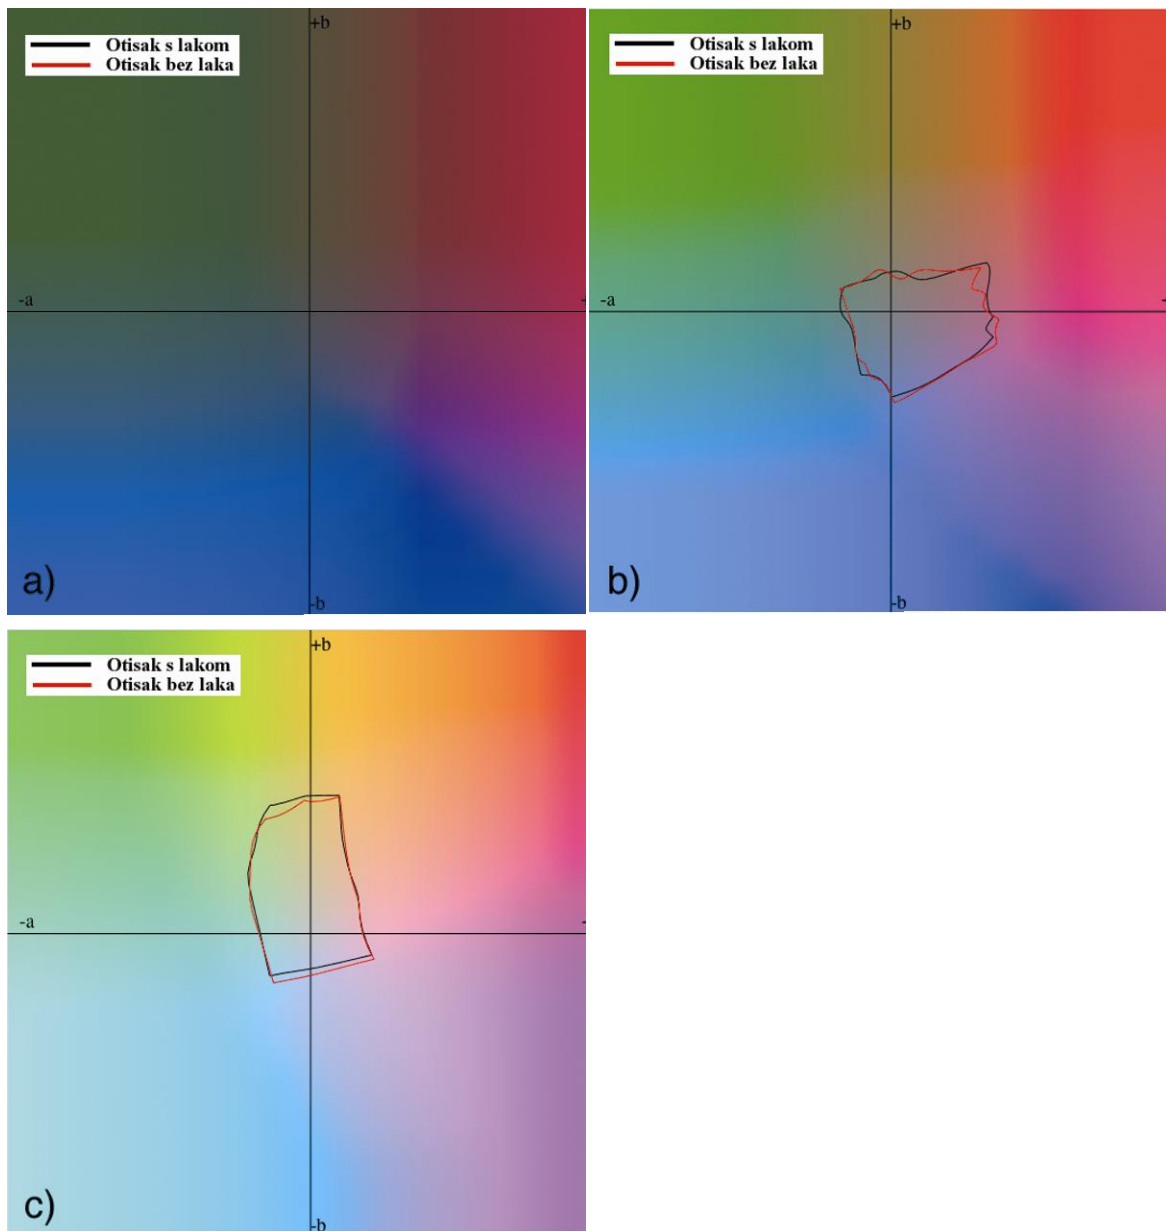 +b
Otisak s lakom
Otisak bez laka
-a
-b
a)
+b
Otisak s lakom
Otisak bez laka
-a
-b
b)
+b
Otisak s lakom
Otisak bez laka
-a
-b
c)